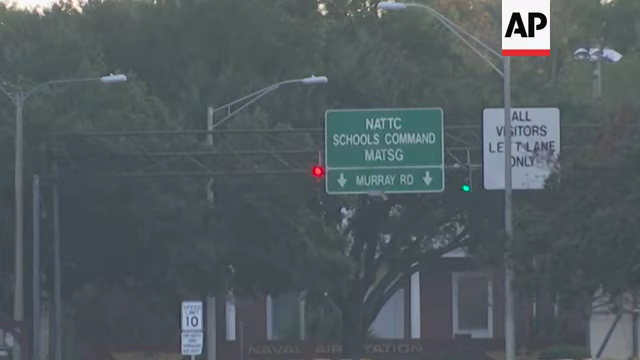 AP
NATTC
SCHOOLS COMMAND
MATSG
MURRAY RD
ALL
VISITORS
LEFT LANE
ONLY
SPEED LIMIT
10
NAVAL AIR STATION